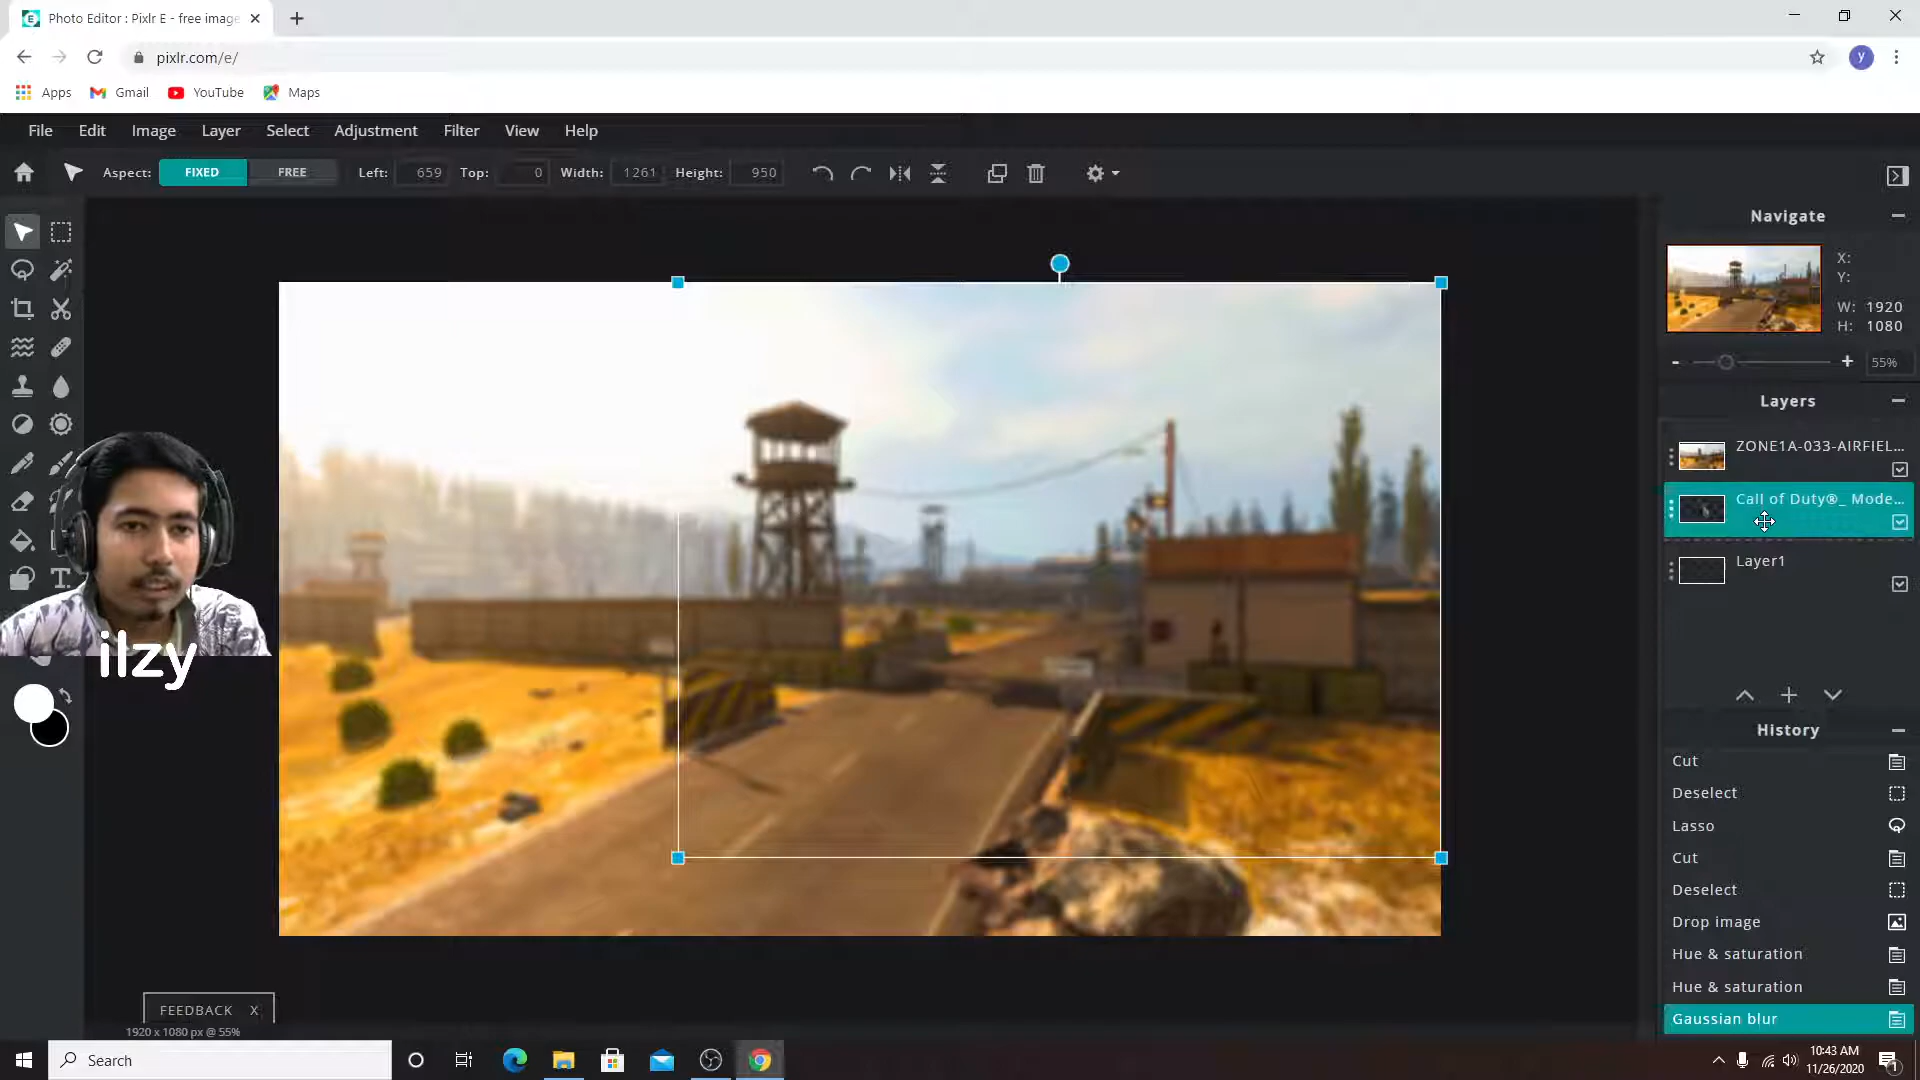 Photo Editor : Pixlr E - free image
pixlr.com/e/
y
Apps
Gmail
YouTube
Maps
File
Edit
Image
Layer
Select
Adjustment
Filter
View
Help
Aspect:
FIXED
FREE
Left: 659
Top: 0
Width: 1261
Height: 950
Navigate
X:
Y:
W: 1920
H: 1080
- + 55%
Layers
ZONE1A-033-AIRFIEL...
Call of Duty®_ Mode...
Layer1
ilzy
History
Cut
Deselect
Lasso
Cut
Deselect
Drop image
Hue & saturation
Hue & saturation
Gaussian blur
FEEDBACK X
1920 x 1080 px @ 55%
Search
10:43 AM
11/26/2020
1